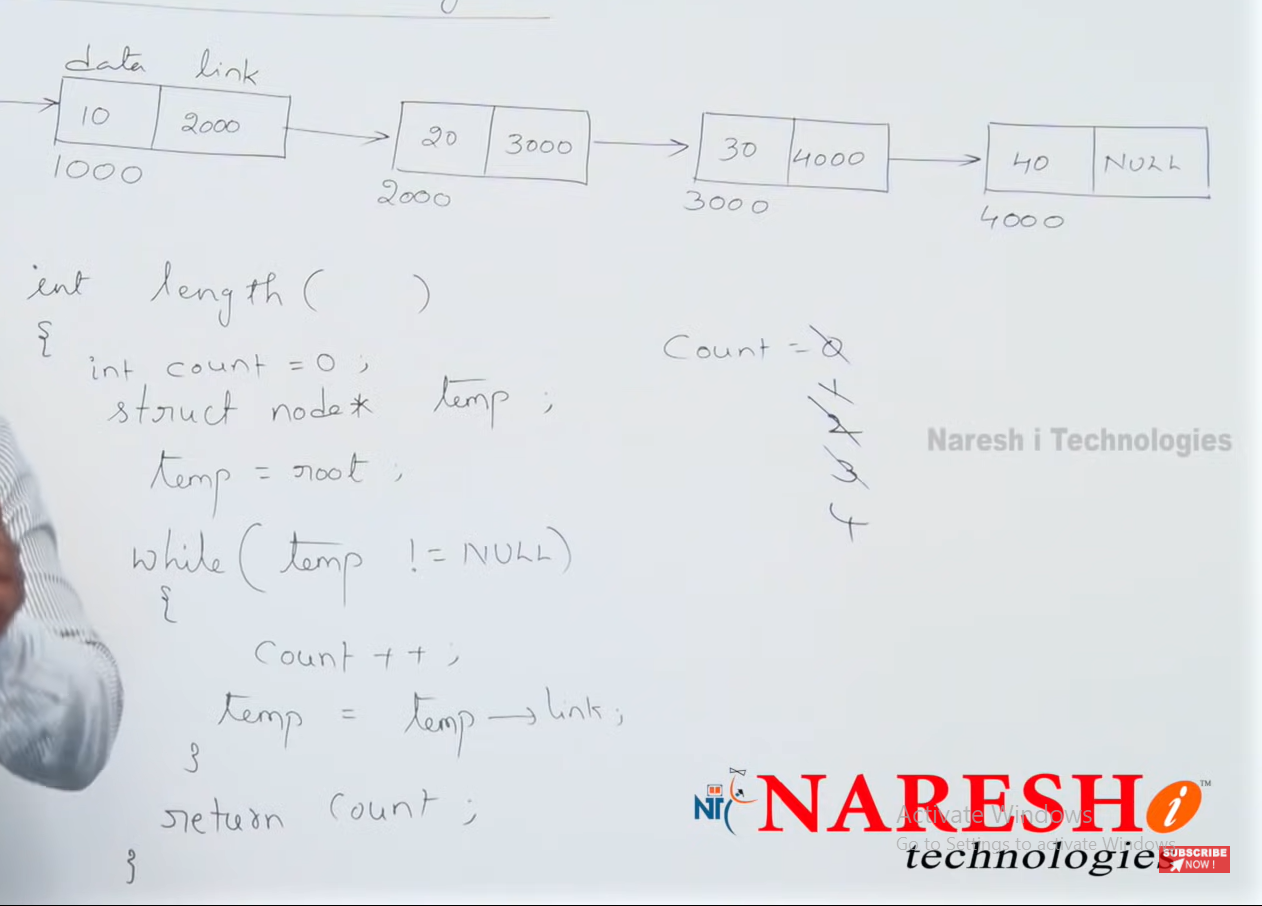 data link
10 2000
20 3000
30 4000
40 NULL
1000
2000
3000
4000
int length( )
{
int count = 0 ;
struct node* temp ;
temp = root ;
while( temp != NULL)
{
Count ++ ;
temp = temp → link ;
}
return Count ;
}
Count = 0
1
2
3
4
Naresh i Technologies
NTC NARESH i ™
technologies
Activate Windows
Go to Settings to activate Windows.
SUBSCRIBE
NOW !